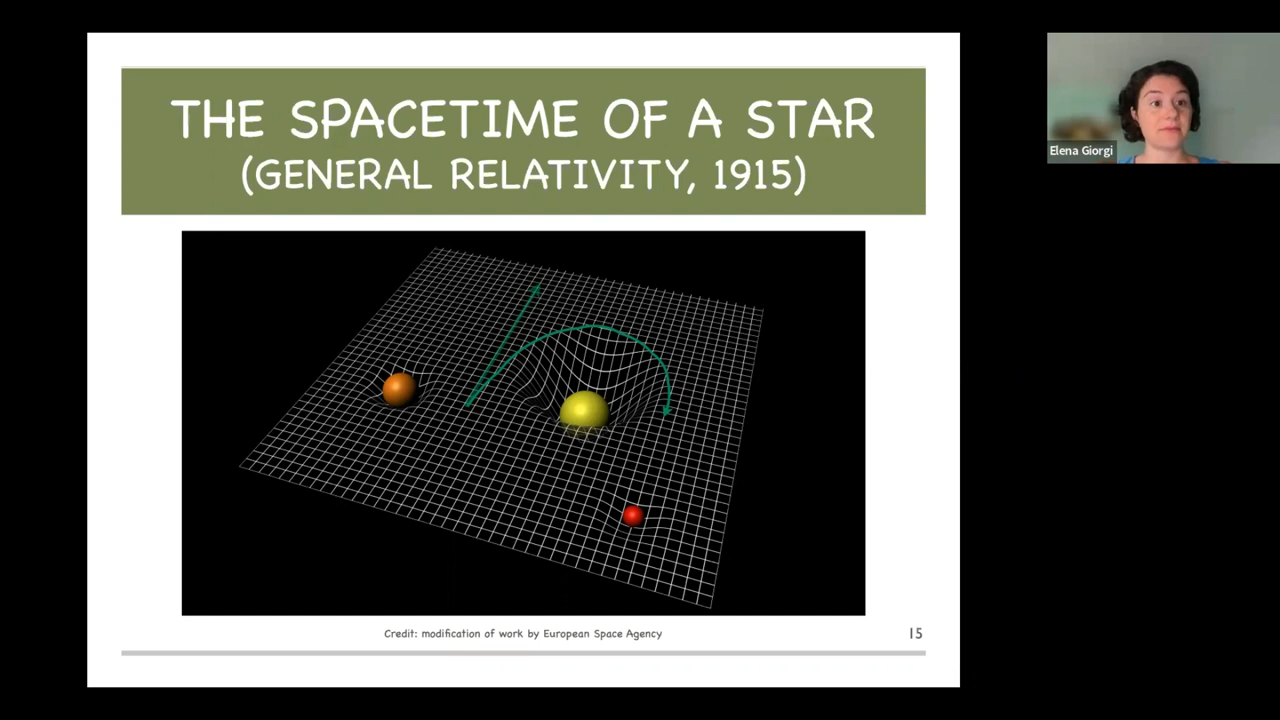 THE SPACETIME OF A STAR
(GENERAL RELATIVITY, 1915)
Elena Giorgi
Credit: modification of work by European Space Agency
15